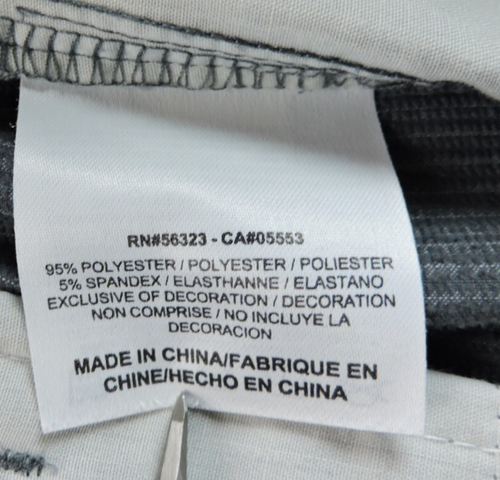 RN#56323 - CA#05553
95% POLYESTER / POLYESTER / POLIESTER
5% SPANDEX / ELASTHANNE / ELASTANO
EXCLUSIVE OF DECORATION / DECORATION
NON COMPRISE / NO INCLUYE LA
DECORACION
MADE IN CHINA/FABRIQUE EN
CHINE/HECHO EN CHINA